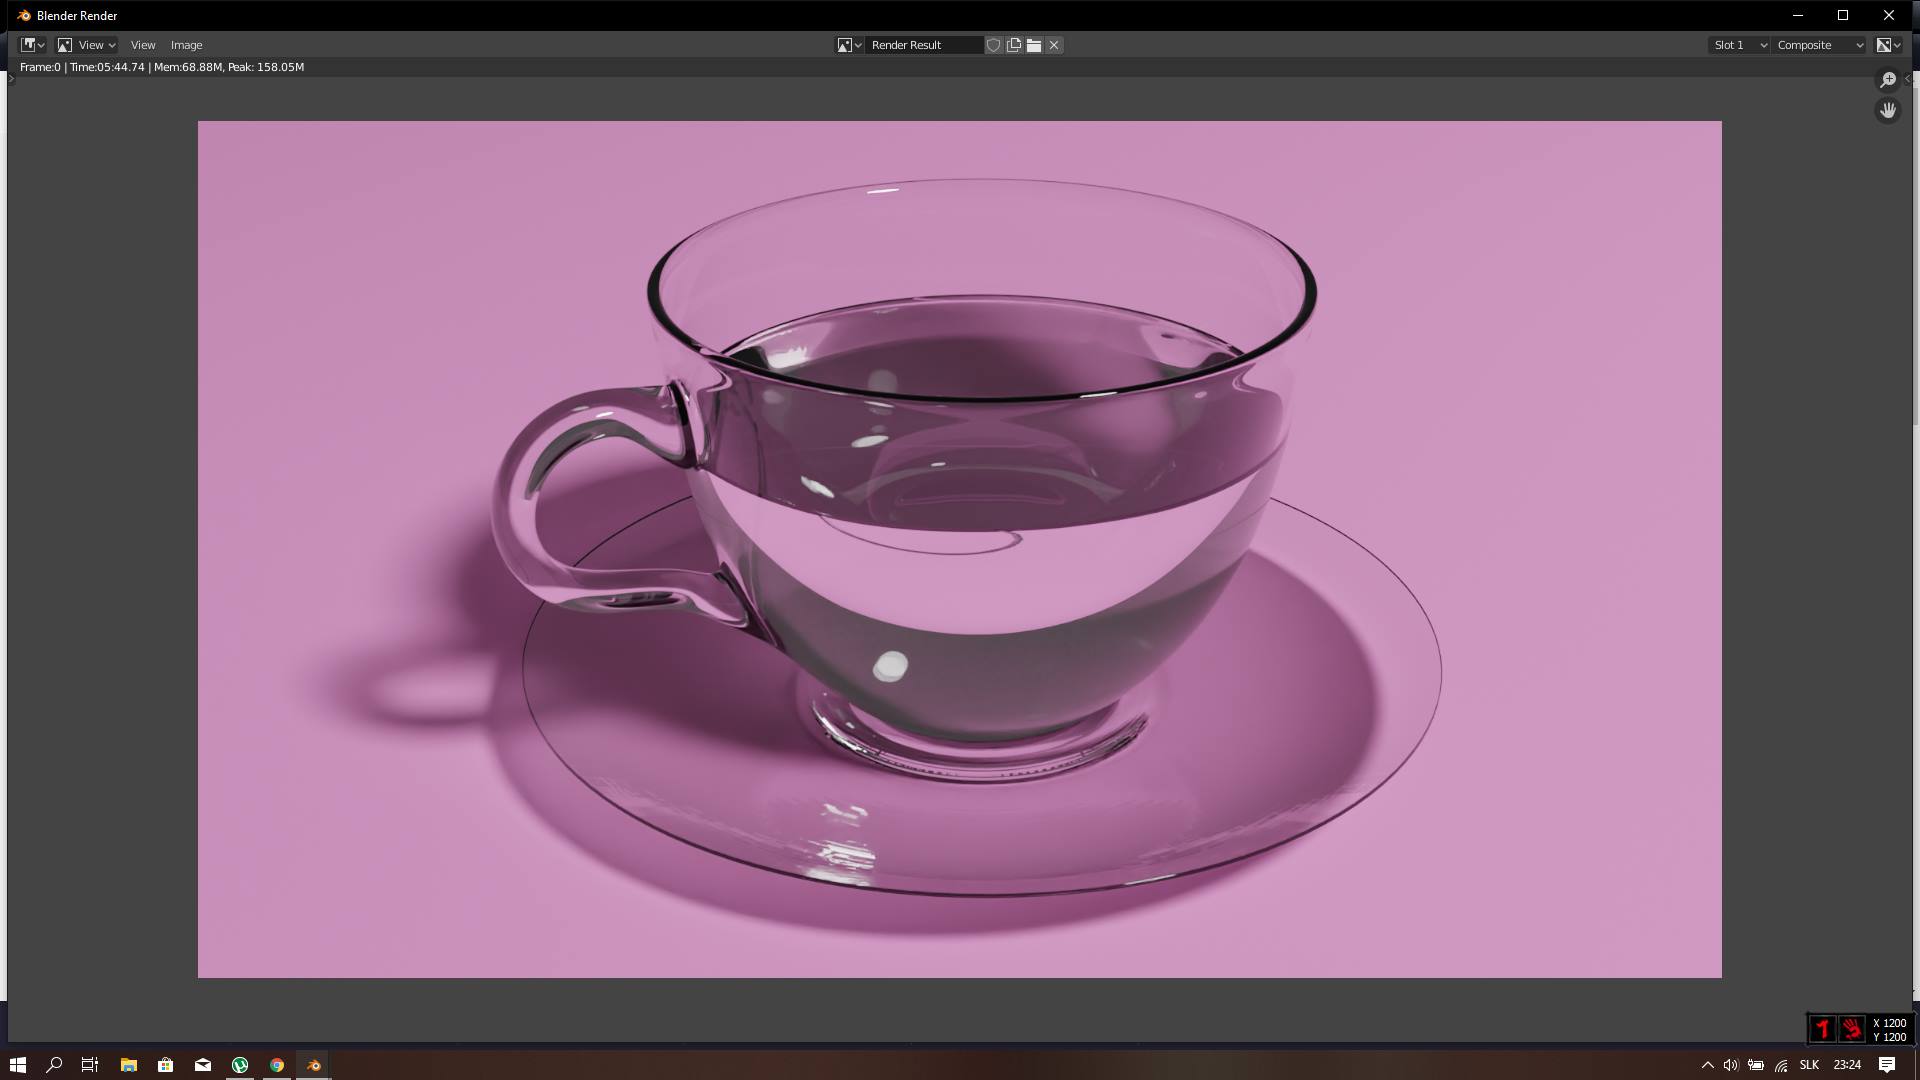 Blender Render
View View Image Render Result Slot 1 Composite
Frame:0 | Time:05:44.74 | Mem:68.88M, Peak: 158.05M
X 1200
Y 1200
SLK 23:24